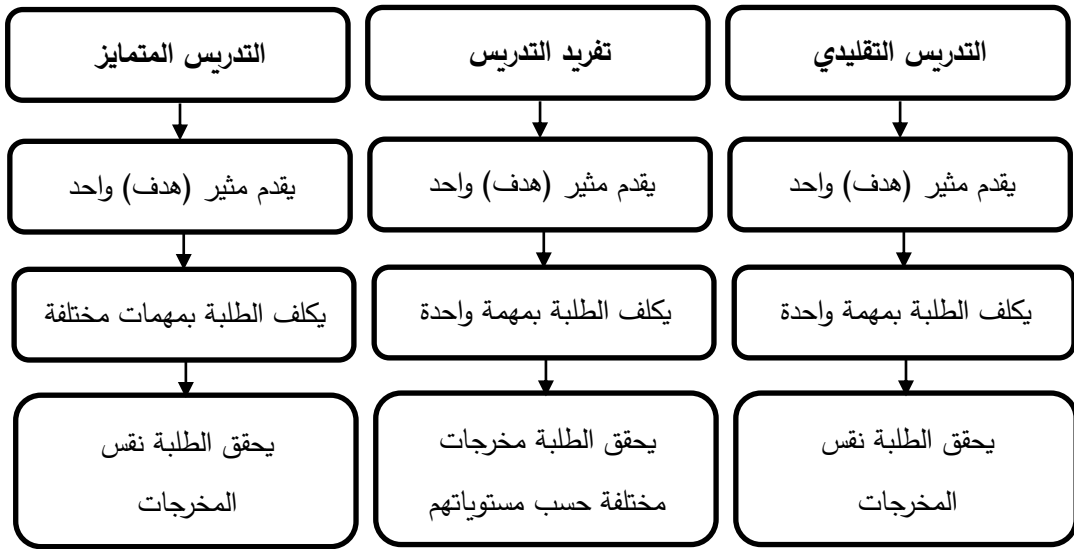 التدريس التقليدي
تفريد التدريس
التدريس المتمايز
يقدم مثير (هدف) واحد
يقدم مثير (هدف) واحد
يقدم مثير (هدف) واحد
يكلف الطلبة بمهمة واحدة
يكلف الطلبة بمهمة واحدة
يكلف الطلبة بمهمات مختلفة
يحقق الطلبة نقس
المخرجات
يحقق الطلبة مخرجات
مختلفة حسب مستوياتهم
يحقق الطلبة نقس
المخرجات